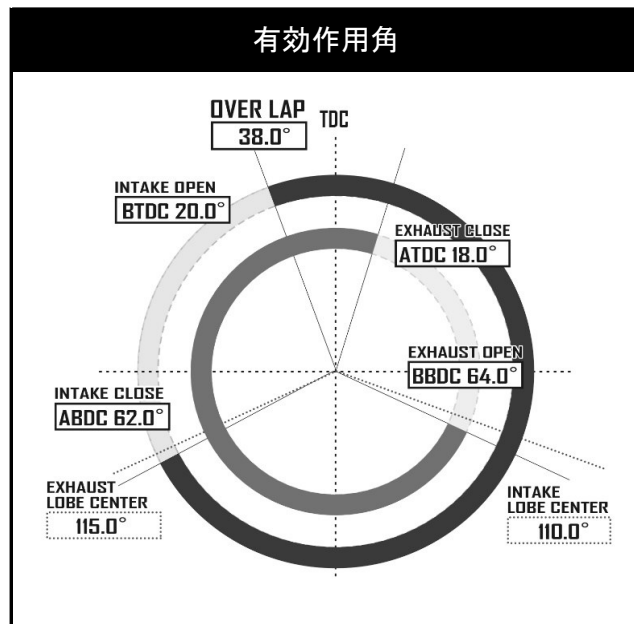 有効作用角
OVER LAP
38.0°
TDC
INTAKE OPEN
BTDC 20.0°
EXHAUST CLOSE
ATDC 18.0°
EXHAUST OPEN
BBDC 64.0°
INTAKE CLOSE
ABDC 62.0°
EXHAUST
LOBE CENTER
115.0°
INTAKE
LOBE CENTER
110.0°